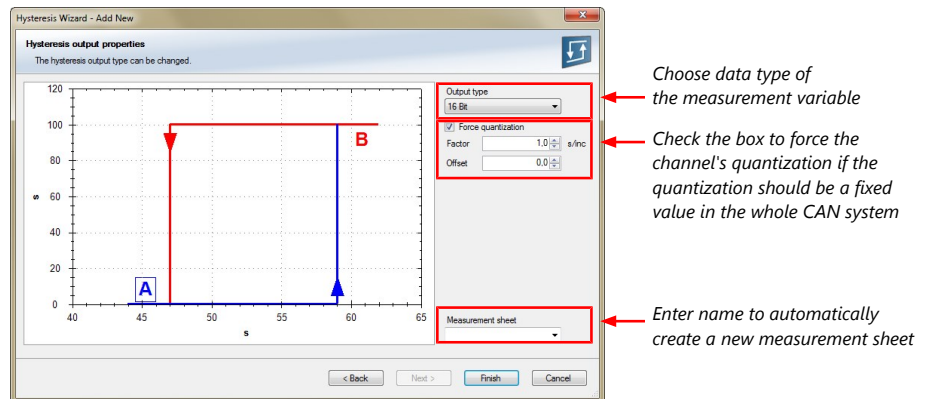 Hysteresis Wizard - Add New
Hysteresis output properties
The hysteresis output type can be changed.
120
100
80
60
40
20
0
s
40
45
50
55
60
65
s
A
B
Output type
16 Bit
Force quantization
Factor 1,0 s/inc
Offset 0,0
Measurement sheet
< Back
Next >
Finish
Cancel
Choose data type of
the measurement variable
Check the box to force the
channel's quantization if the
quantization should be a fixed
value in the whole CAN system
Enter name to automatically
create a new measurement sheet